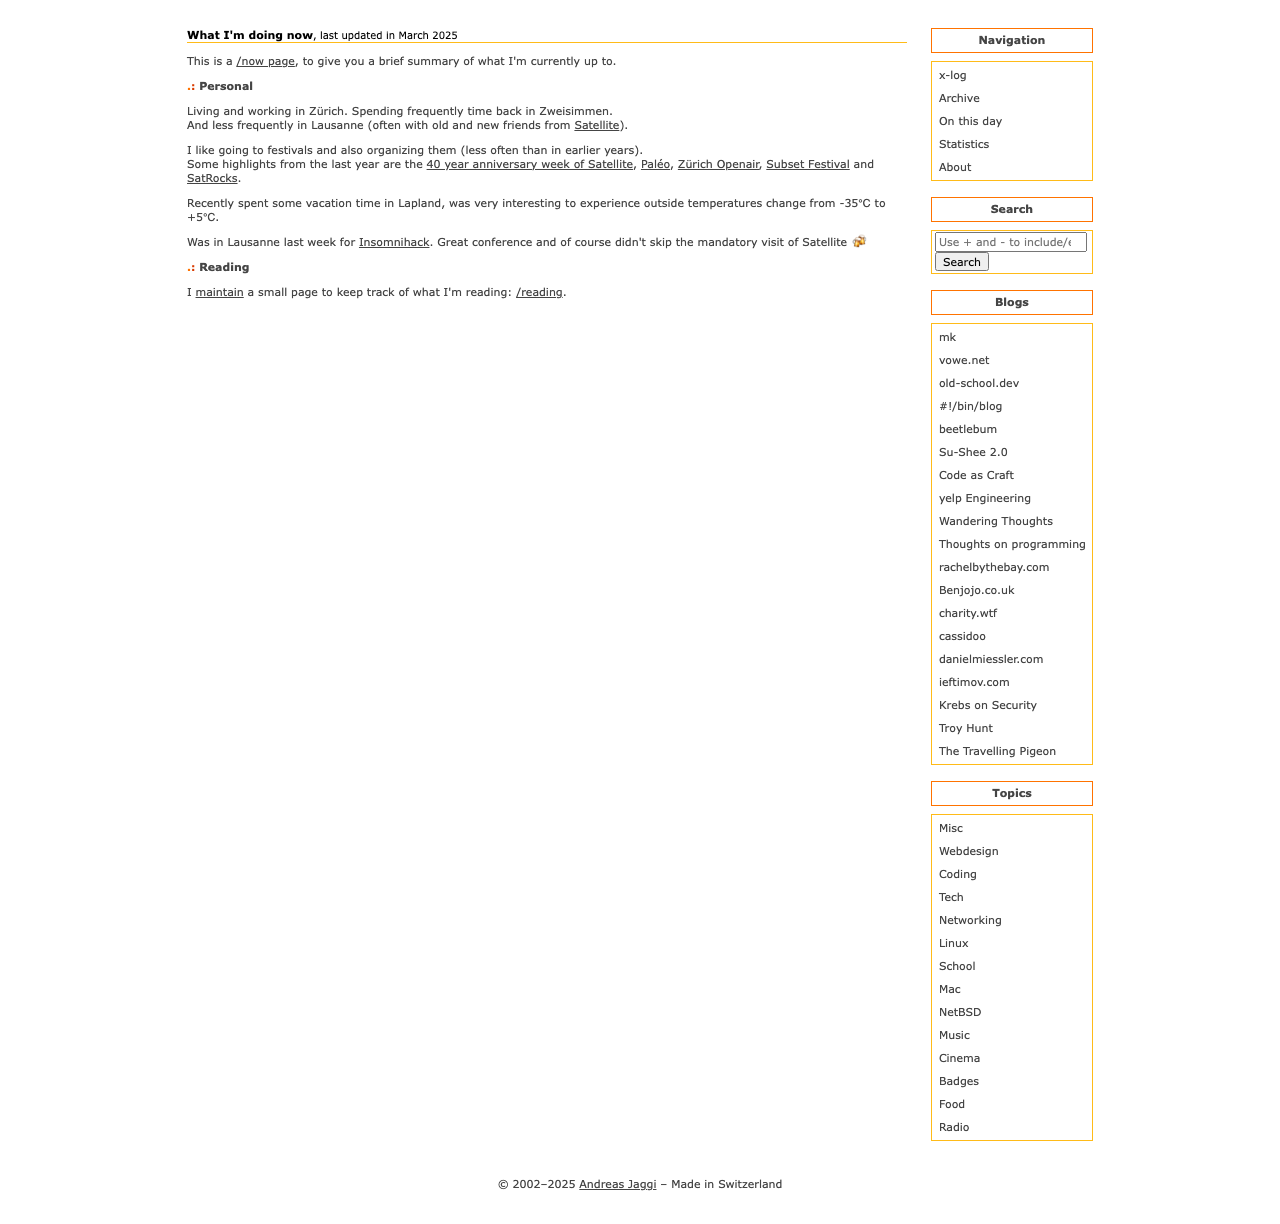 What I'm doing now, last updated in March 2025
This is a /now page, to give you a brief summary of what I'm currently up to.
.: Personal
Living and working in Zürich. Spending frequently time back in Zweisimmen.
And less frequently in Lausanne (often with old and new friends from Satellite).
I like going to festivals and also organizing them (less often than in earlier years).
Some highlights from the last year are the 40 year anniversary week of Satellite, Paléo, Zürich Openair, Subset Festival and
SatRocks.
Recently spent some vacation time in Lapland, was very interesting to experience outside temperatures change from -35°C to
+5°C.
Was in Lausanne last week for Insomnihack. Great conference and of course didn't skip the mandatory visit of Satellite 🍻
.: Reading
I maintain a small page to keep track of what I'm reading: /reading.
Navigation
x-log
Archive
On this day
Statistics
About
Search
Use + and - to include/e
Search
Blogs
mk
vowe.net
old-school.dev
#!/bin/blog
beetlebum
Su-Shee 2.0
Code as Craft
yelp Engineering
Wandering Thoughts
Thoughts on programming
rachelbythebay.com
Benjojo.co.uk
charity.wtf
cassidoo
danielmiessler.com
ieftimov.com
Krebs on Security
Troy Hunt
The Travelling Pigeon
Topics
Misc
Webdesign
Coding
Tech
Networking
Linux
School
Mac
NetBSD
Music
Cinema
Badges
Food
Radio
© 2002–2025 Andreas Jaggi – Made in Switzerland